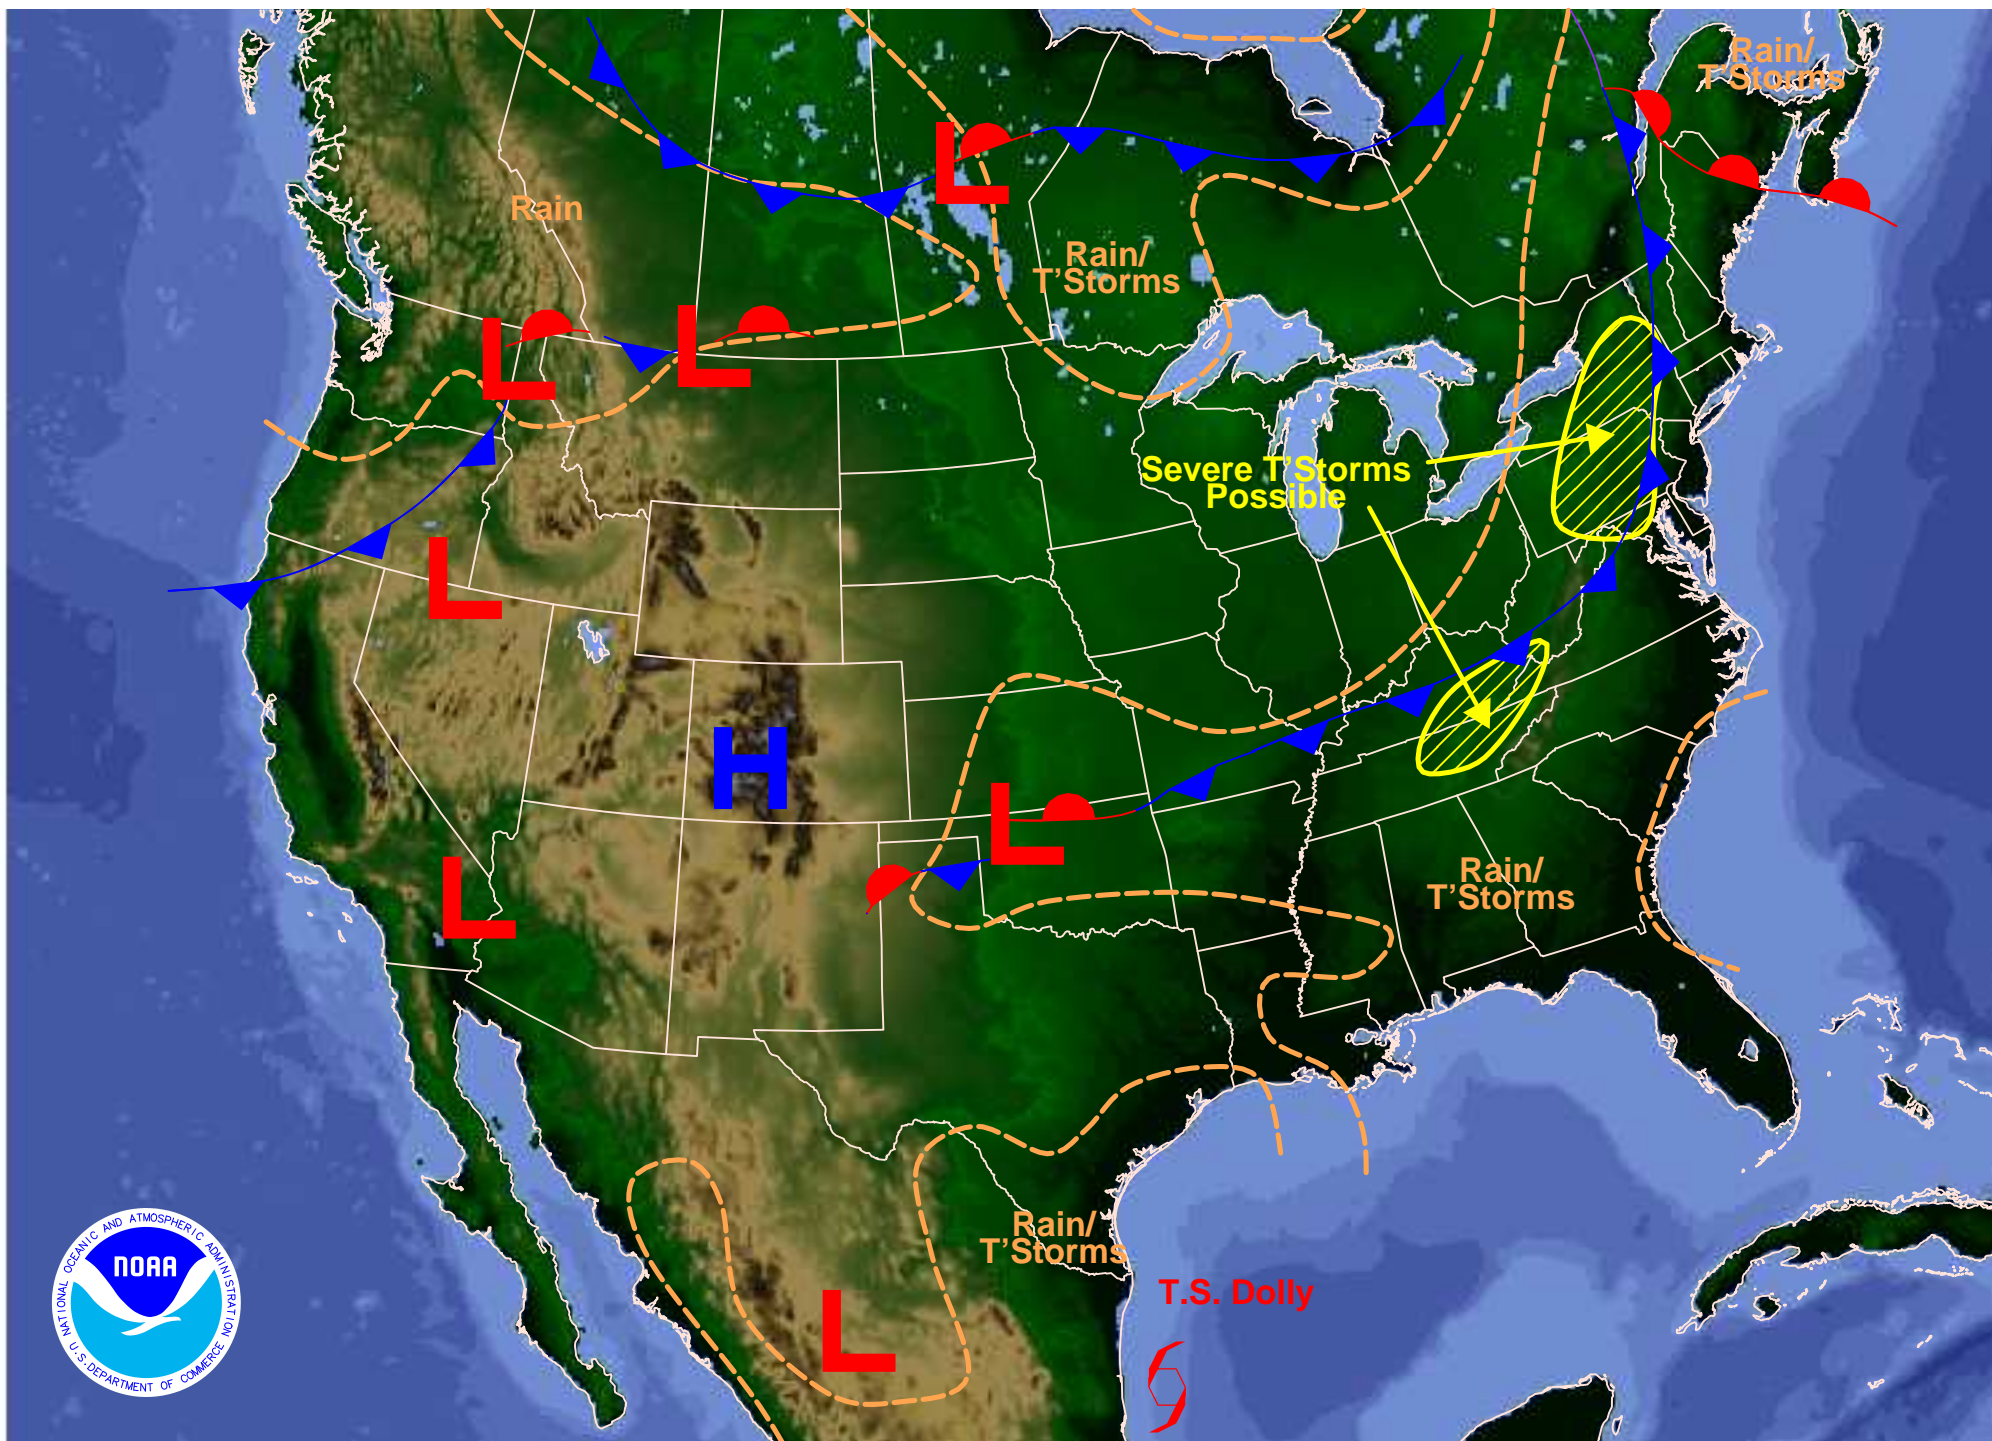 Rain/
T'Storms
Rain
Rain/
T'Storms
L
L
L
Severe T'Storms
Possible
L
H
L
L
Rain/
T'Storms
Rain/
T'Storms
T.S. Dolly
L
NATIONAL OCEANIC AND ATMOSPHERIC ADMINISTRATION
NOAA
U.S. DEPARTMENT OF COMMERCE